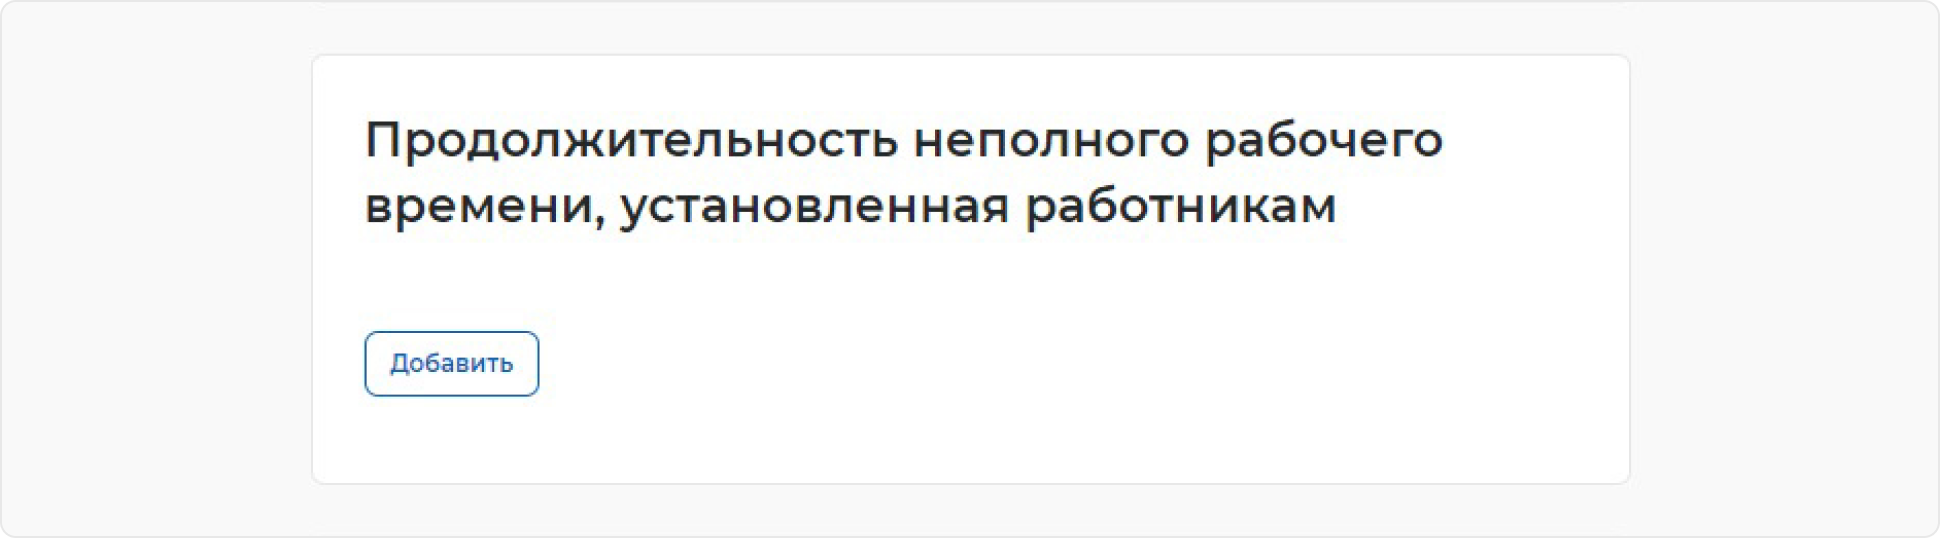 Продолжительность неполного рабочего
времени, установленная работникам
Добавить